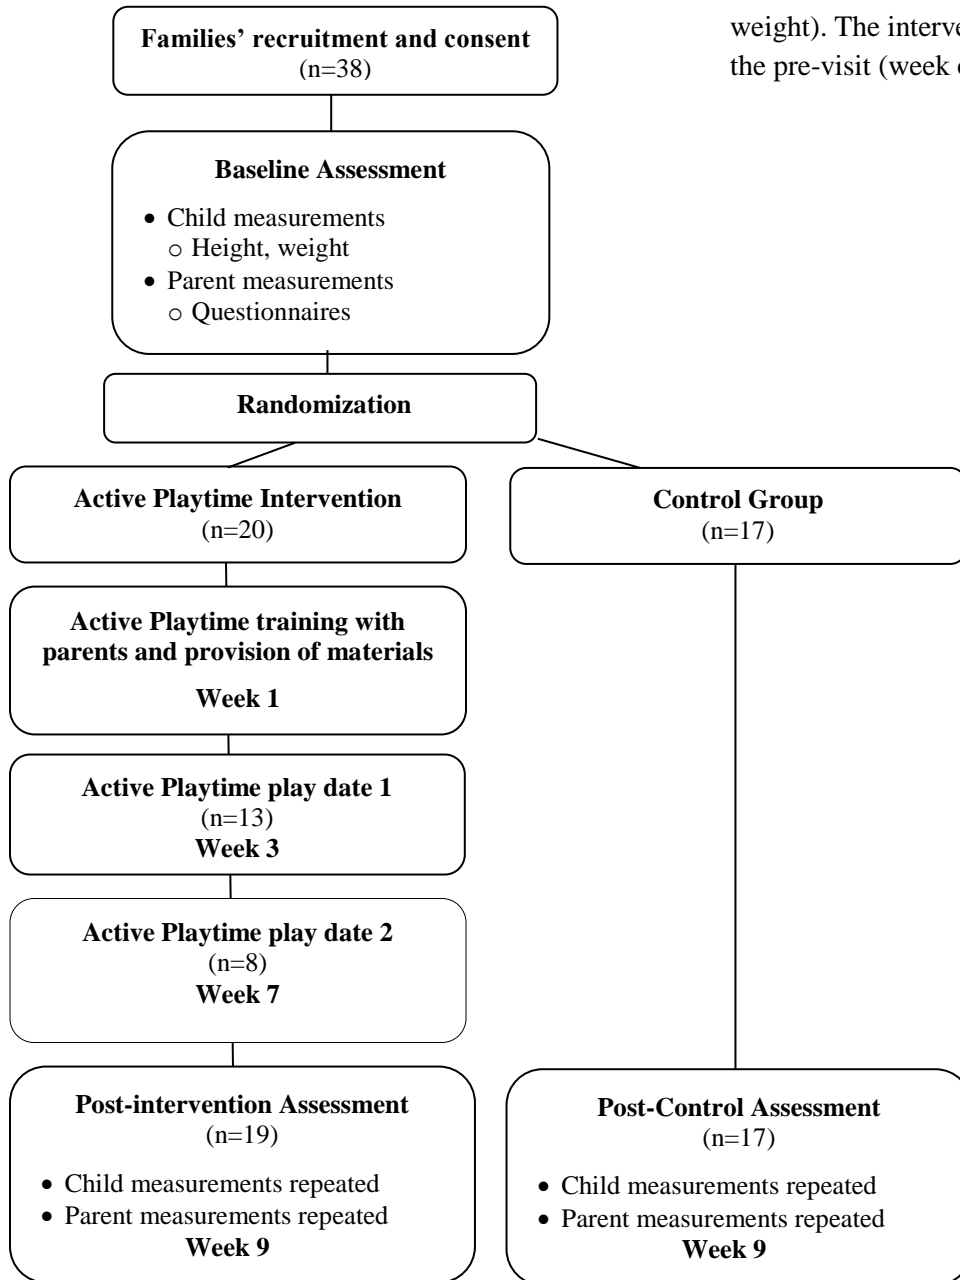 Families’ recruitment and consent
(n=38)
weight). The interve
the pre-visit (week
Baseline Assessment
• Child measurements
o Height, weight
• Parent measurements
o Questionnaires
Randomization
Active Playtime Intervention
(n=20)
Control Group
(n=17)
Active Playtime training with
parents and provision of materials
Week 1
Active Playtime play date 1
(n=13)
Week 3
Active Playtime play date 2
(n=8)
Week 7
Post-intervention Assessment
(n=19)
• Child measurements repeated
• Parent measurements repeated
Week 9
Post-Control Assessment
(n=17)
• Child measurements repeated
• Parent measurements repeated
Week 9